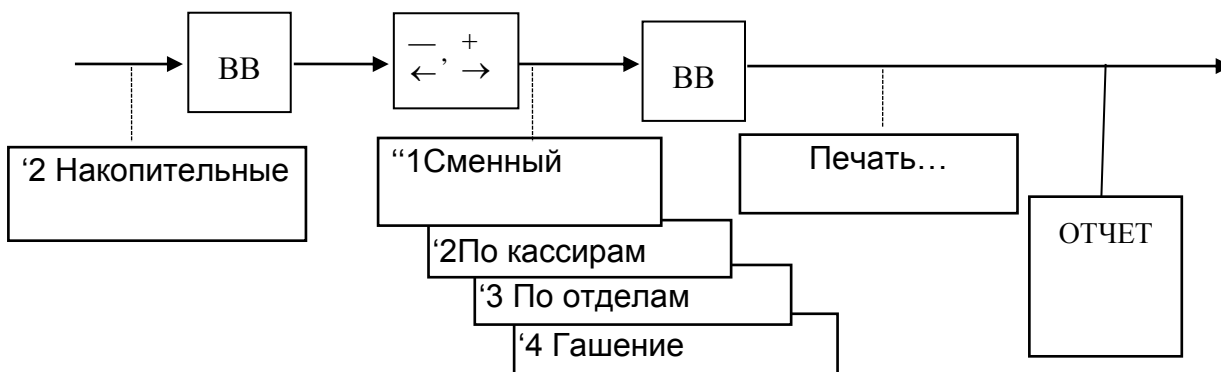 ВВ
— , +
← →
ВВ
‘2 Накопительные
“1Сменный
Печать…
‘2По кассирам
‘3 По отделам
‘4 Гашение
ОТЧЕТ